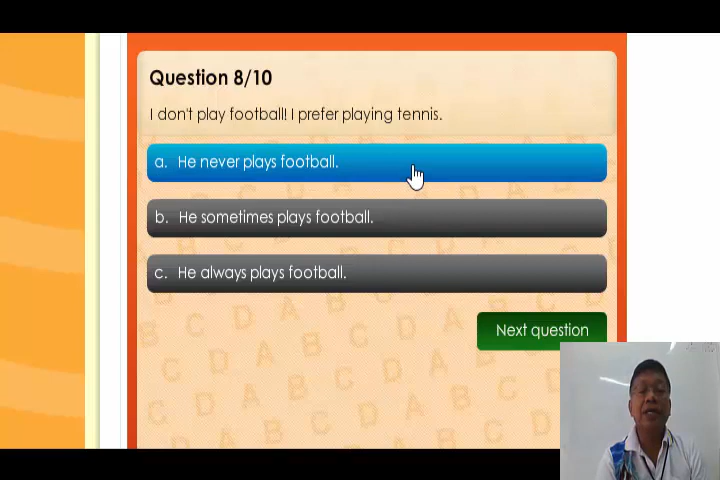 Question 8/10
I don't play football! I prefer playing tennis.
a. He never plays football.
b. He sometimes plays football.
c. He always plays football.
Next question